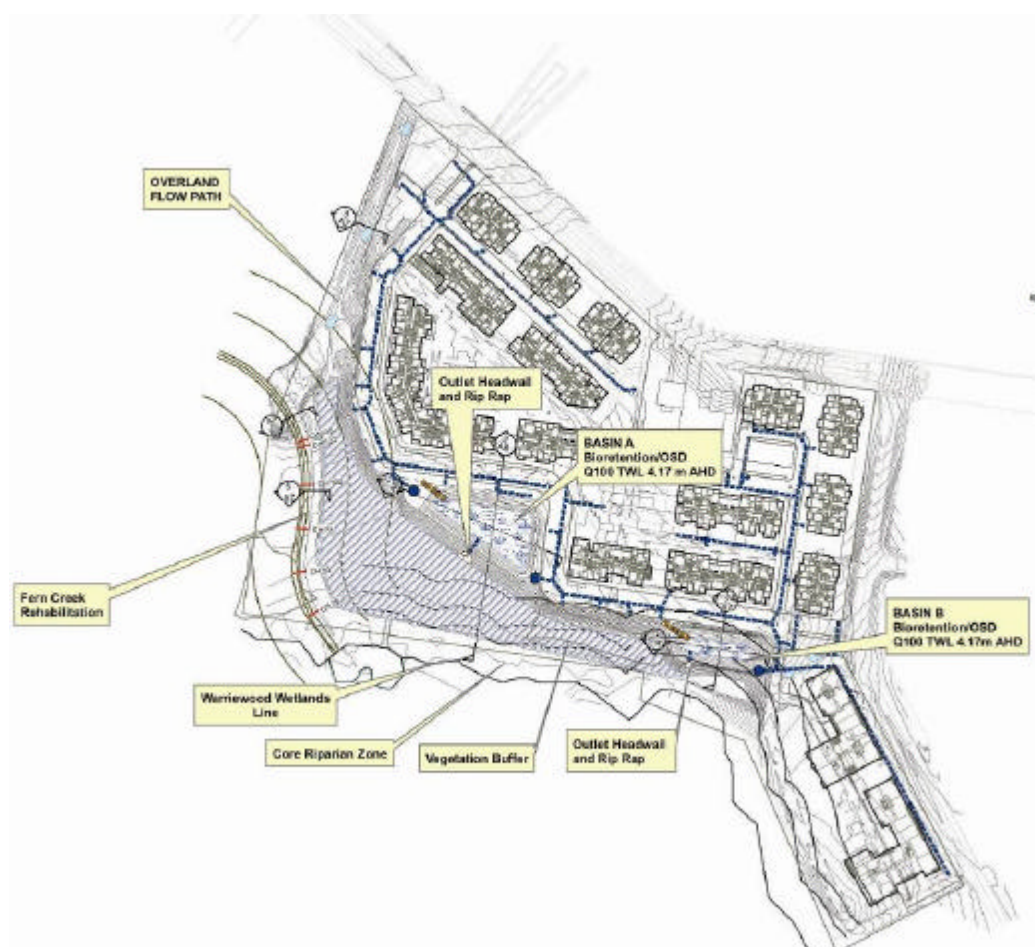 OVERLAND
FLOW PATH
Outlet Headwall
and Rip Rap
BASIN A
Bioretention/OSD
Q100 TWL 4.17 m AHD
Fern Creek
Rehabilitation
BASIN B
Bioretention/OSD
Q100 TWL 4.17m AHD
Warriewood Wetlands
Line
Core Riparian Zone
Vegetation Buffer
Outlet Headwall
and Rip Rap